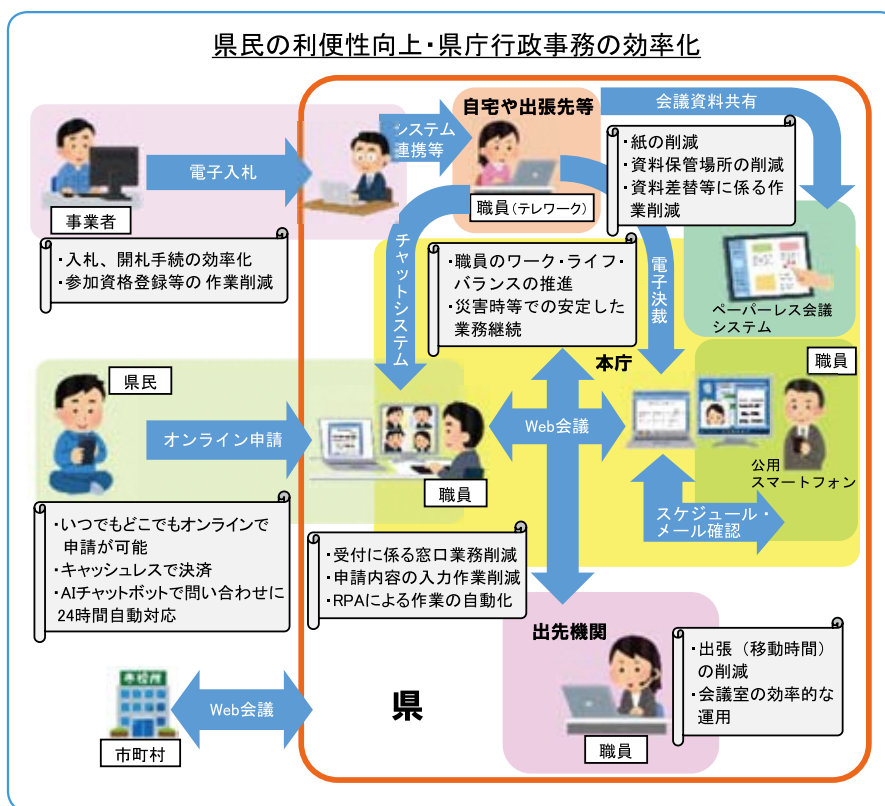 県民の利便性向上・県庁行政事務の効率化
自宅や出張先等
会議資料共有
システム
連携等
電子入札
事業者
職員(テレワーク)
・紙の削減
・資料保管場所の削減
・資料差替等に係る作
業削減
・入札、開札手続の効率化
・参加資格登録等の作業削減
チャットシステム
・職員のワーク・ライフ・
バランスの推進
・災害時等での安定した
業務継続
電子決裁
ペーパーレス会議
システム
本庁
職員
県民
オンライン申請
職員
Web会議
公用
スマートフォン
スケジュール・
メール確認
・いつでもどこでもオンラインで
申請が可能
・キャッシュレスで決済
・AIチャットボットで問い合わせに
24時間自動対応
・受付に係る窓口業務削減
・申請内容の入力作業削減
・RPAによる作業の自動化
出先機関
・出張(移動時間)
の削減
・会議室の効率的な
運用
職員
市役所
Web会議
県
市町村